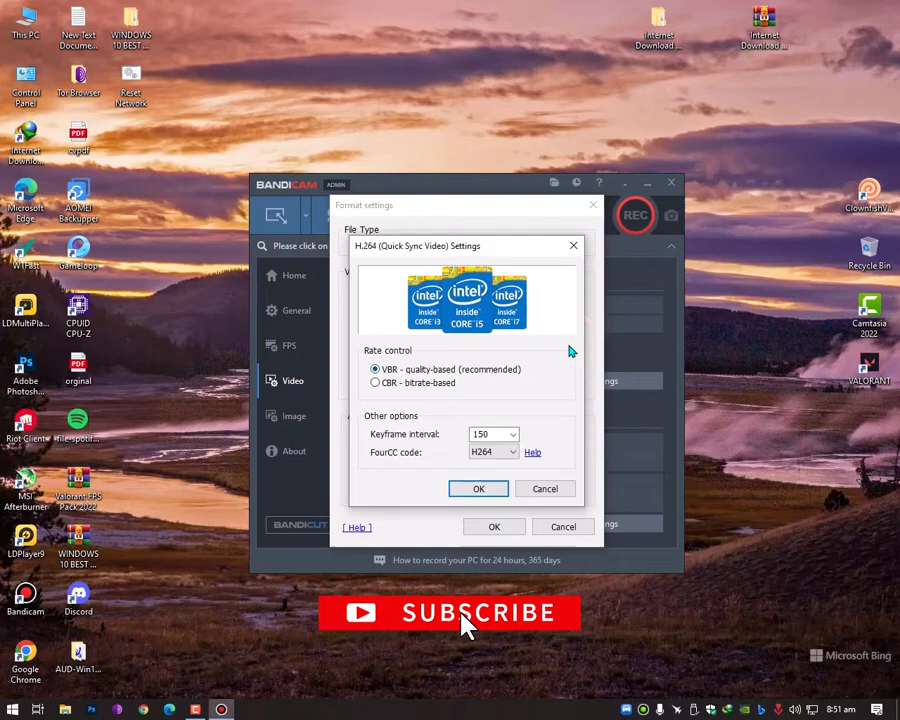 This PC
New Text
Docume...
WINDOWS
10 BEST ...
Internet
Download ...
Internet
Download ...
Control
Panel
Tor Browser
Reset
Network
Internet
Downlo...
cvpdf
Microsoft
Edge
AOMEI
Backupper
WTFast
Gameloop
LDMultiPla...
CPUID
CPU-Z
Adobe
Photosh...
orginal
Riot Client
file-spotif...
MSI
Afterburner
Valorant FPS
Pack 2022
LDPlayer9
WINDOWS
10 BEST ...
Bandicam
Discord
Google
Chrome
AUD-Win1...
ClownfishV...
Recycle Bin
Camtasia
2022
VALORANT
BANDICAM
ADMIN
REC
Please click on
Home
General
FPS
Video
Image
About
BANDICUT
Format settings
File Type
[ Help ]
OK
Cancel
H.264 (Quick Sync Video) Settings
intel
inside
CORE i3
intel
inside
CORE i5
intel
inside
CORE i7
Rate control
VBR - quality-based (recommended)
CBR - bitrate-based
Other options
Keyframe interval:
150
FourCC code:
H264
Help
OK
Cancel
ngs
ngs
How to record your PC for 24 hours, 365 days
SUBSCRIBE
Microsoft Bing
8:51 am